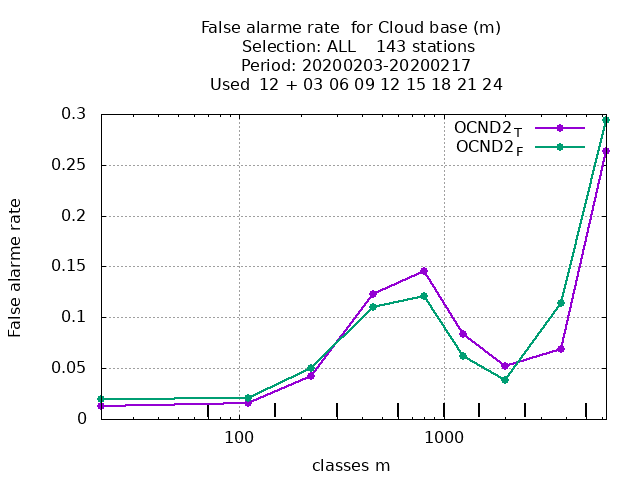 False alarme rate  for Cloud base (m)
Selection: ALL    143 stations
Period: 20200203-20200217
Used  12 + 03 06 09 12 15 18 21 24
OCND2T
OCND2F
0.3
0.25
0.2
0.15
0.1
0.05
0
False alarme rate
100
1000
classes m